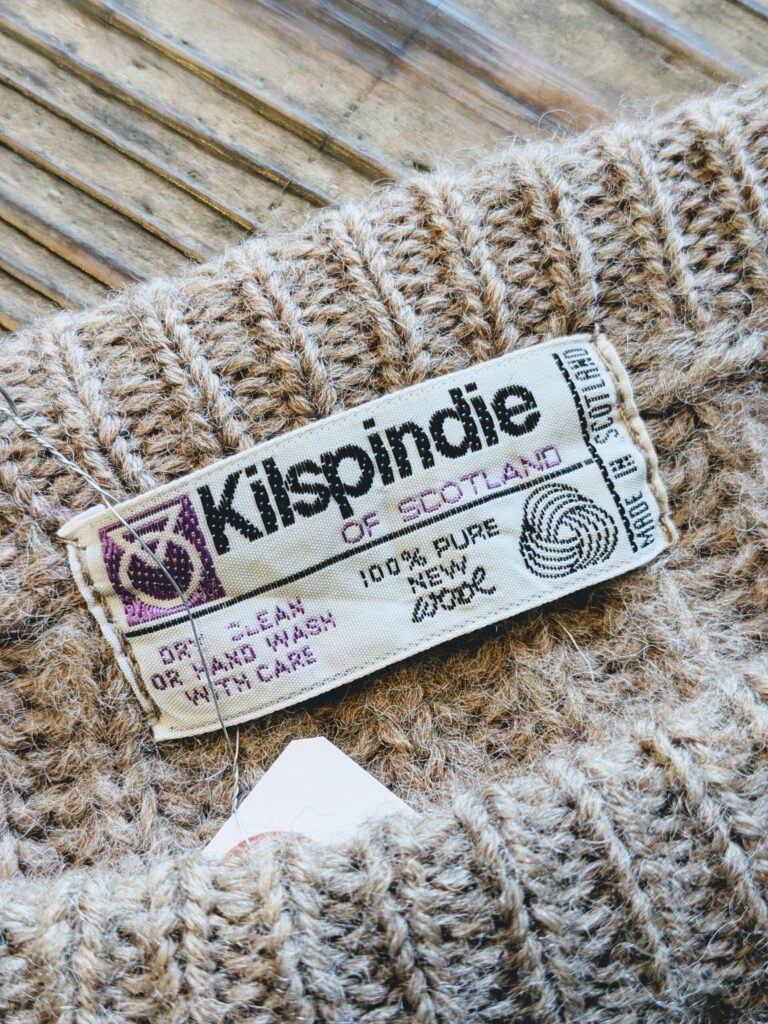 Kilspindie
OF SCOTLAND
100% PURE
NEW
wool
DRY CLEAN
OR HAND WASH
WITH CARE
MADE IN SCOTLAND